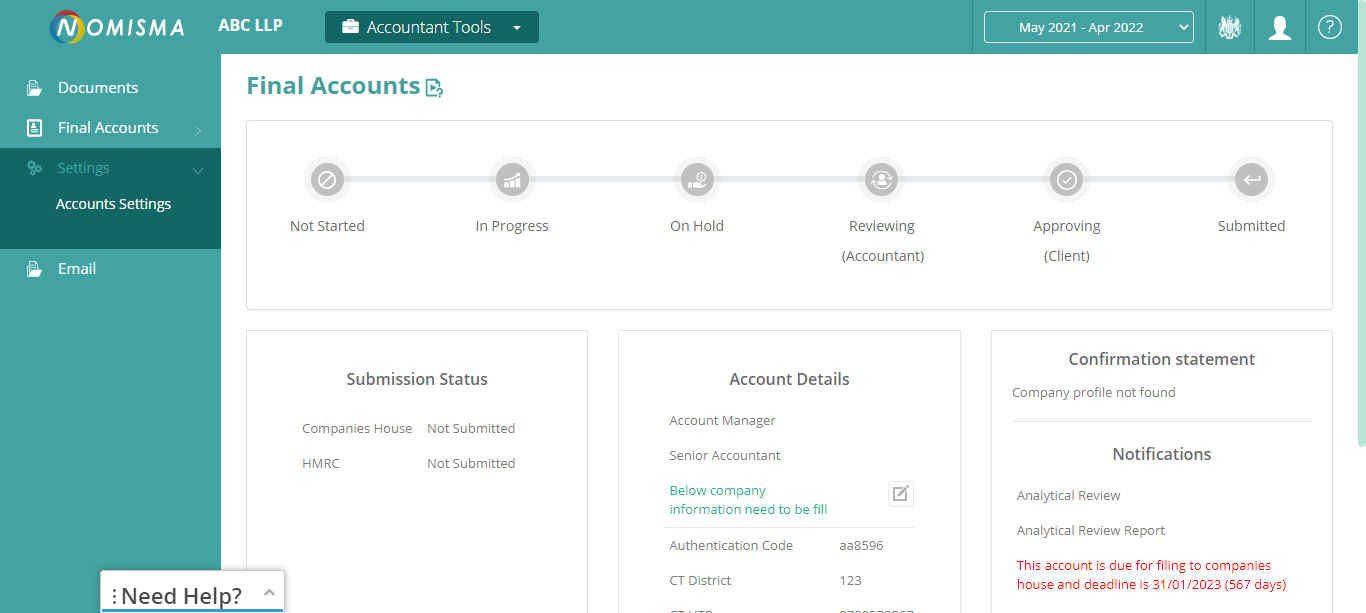 NOMISMA
ABC LLP
Accountant Tools
May 2021 - Apr 2022
?
Documents
Final Accounts
Settings
Accounts Settings
Email
Final Accounts
Not Started
In Progress
On Hold
Reviewing
(Accountant)
Approving
(Client)
Submitted
Submission Status
Companies House Not Submitted
HMRC Not Submitted
Account Details
Account Manager
Senior Accountant
Below company
information need to be fill
Authentication Code aa8596
CT District 123
CT UTR
Confirmation statement
Company profile not found
Notifications
Analytical Review
Analytical Review Report
This account is due for filing to companies
house and deadline is 31/01/2023 (567 days)
Need Help?